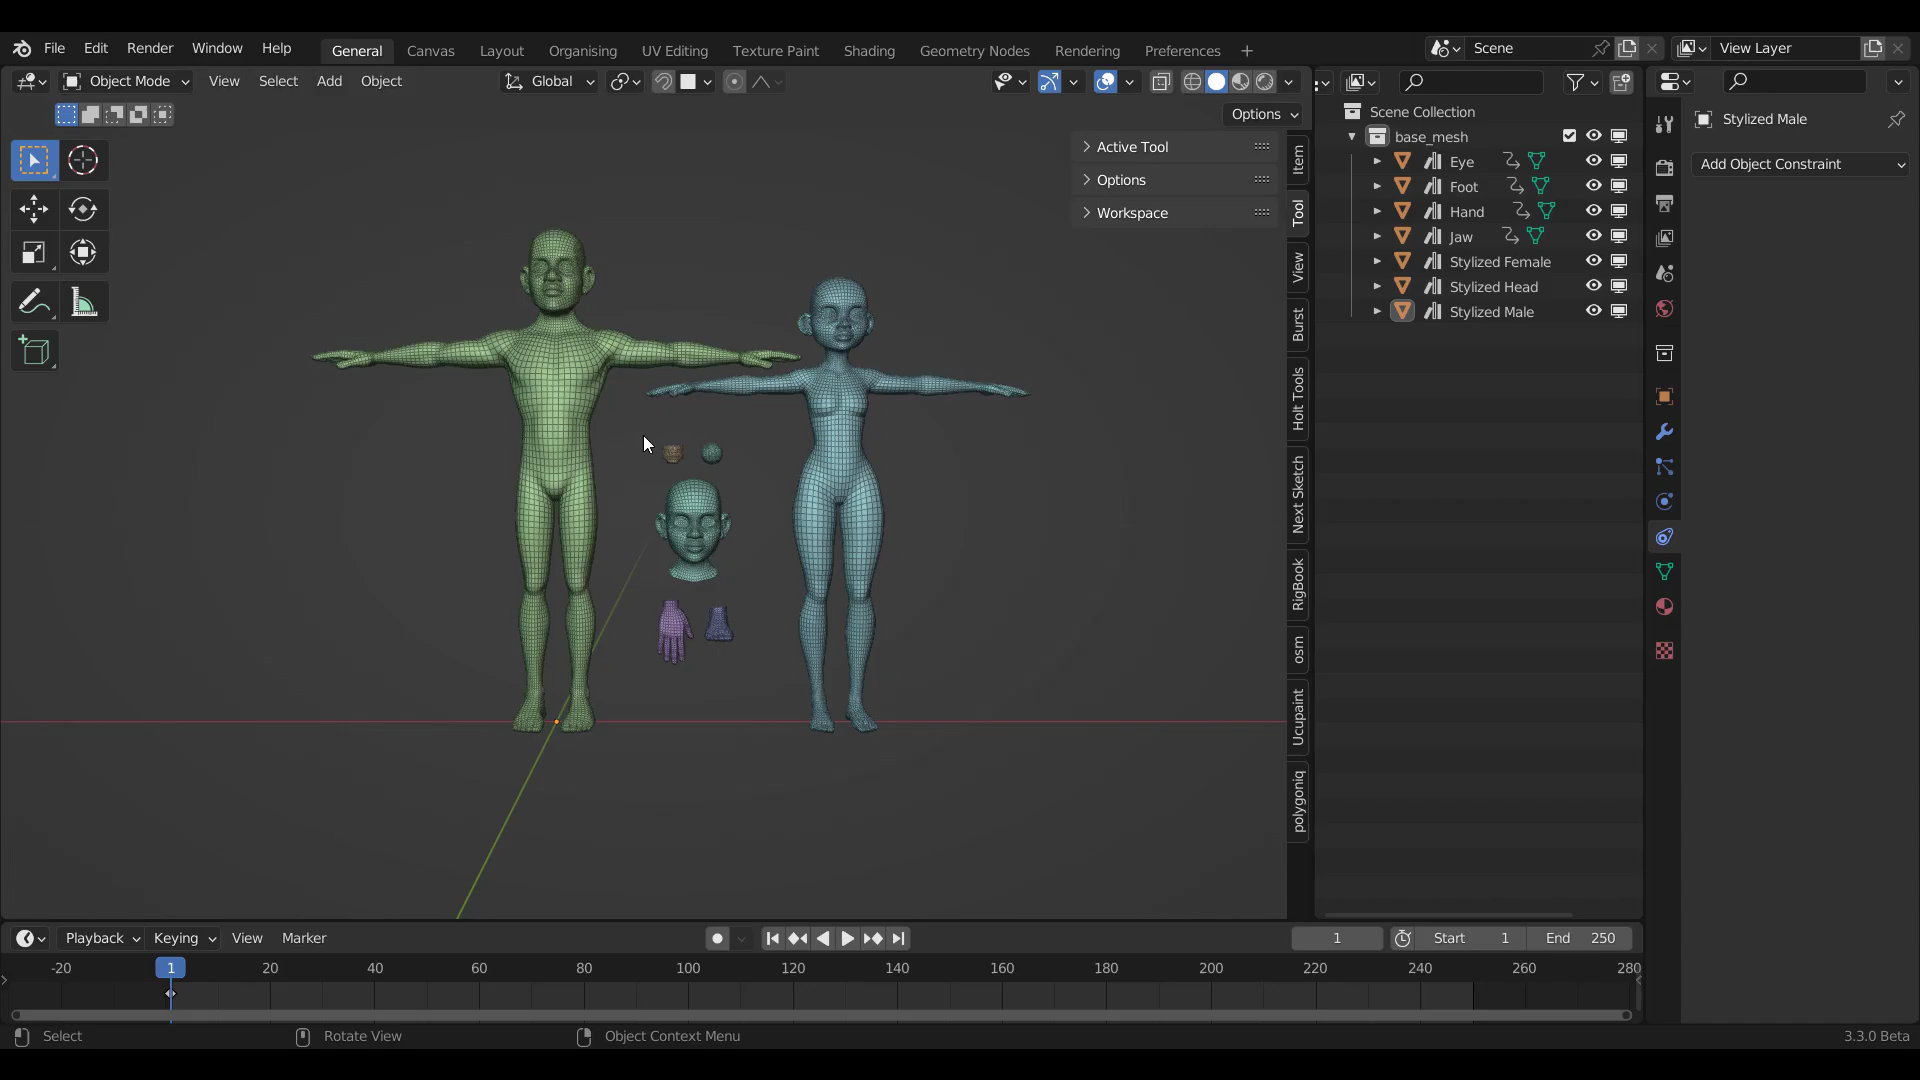 File Edit Render Window Help General Canvas Layout Organising UV Editing Texture Paint Shading Geometry Nodes Rendering Preferences + Scene View Layer
Object Mode View Select Add Object Global
Options
Active Tool
Options
Workspace
Item
Tool
View
Burst
Holt Tools
Next Sketch
RigBook
osm
Ucupaint
polygoniq
Scene Collection
base_mesh
Eye
Foot
Hand
Jaw
Stylized Female
Stylized Head
Stylized Male
Stylized Male
Add Object Constraint
Playback Keying View Marker 1 Start 1 End 250
-20 1 20 40 60 80 100 120 140 160 180 200 220 240 260 280
Select Rotate View Object Context Menu 3.3.0 Beta